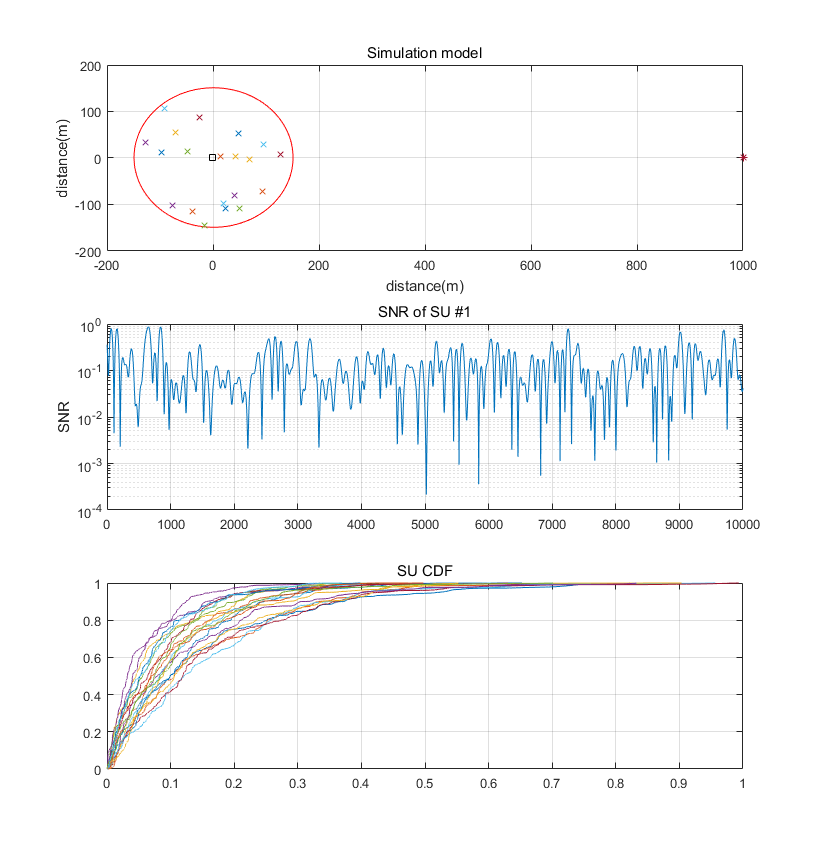 Simulation model
200
100
0
-100
-200
distance(m)
-200 0 200 400 600 800 1000
distance(m)
SNR of SU #1
10^0
10^-1
10^-2
10^-3
10^-4
SNR
0 1000 2000 3000 4000 5000 6000 7000 8000 9000 10000
SU CDF
1
0.8
0.6
0.4
0.2
0
0 0.1 0.2 0.3 0.4 0.5 0.6 0.7 0.8 0.9 1